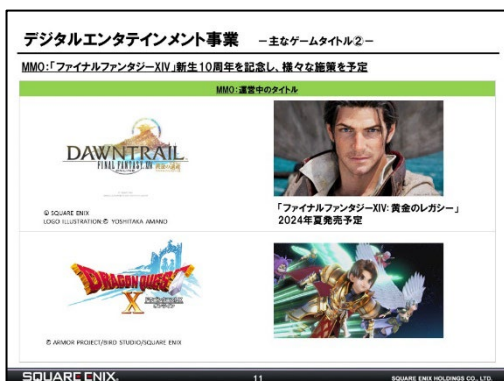 デジタルエンタテインメント事業 －主なゲームタイトル②－
MMO:「ファイナルファンタジーXIV」新生10周年を記念し、様々な施策を予定
MMO:運営中のタイトル
DAWNTRAIL
FINAL FANTASY XIV
© SQUARE ENIX
LOGO ILLUSTRATION:© YOSHITAKA AMANO
「ファイナルファンタジーXIV: 黄金のレガシー」
2024年夏発売予定
DRAGON QUEST
X
© ARMOR PROJECT/BIRD STUDIO/SQUARE ENIX
SQUARE ENIX.
11
SQUARE ENIX HOLDINGS CO., LTD.